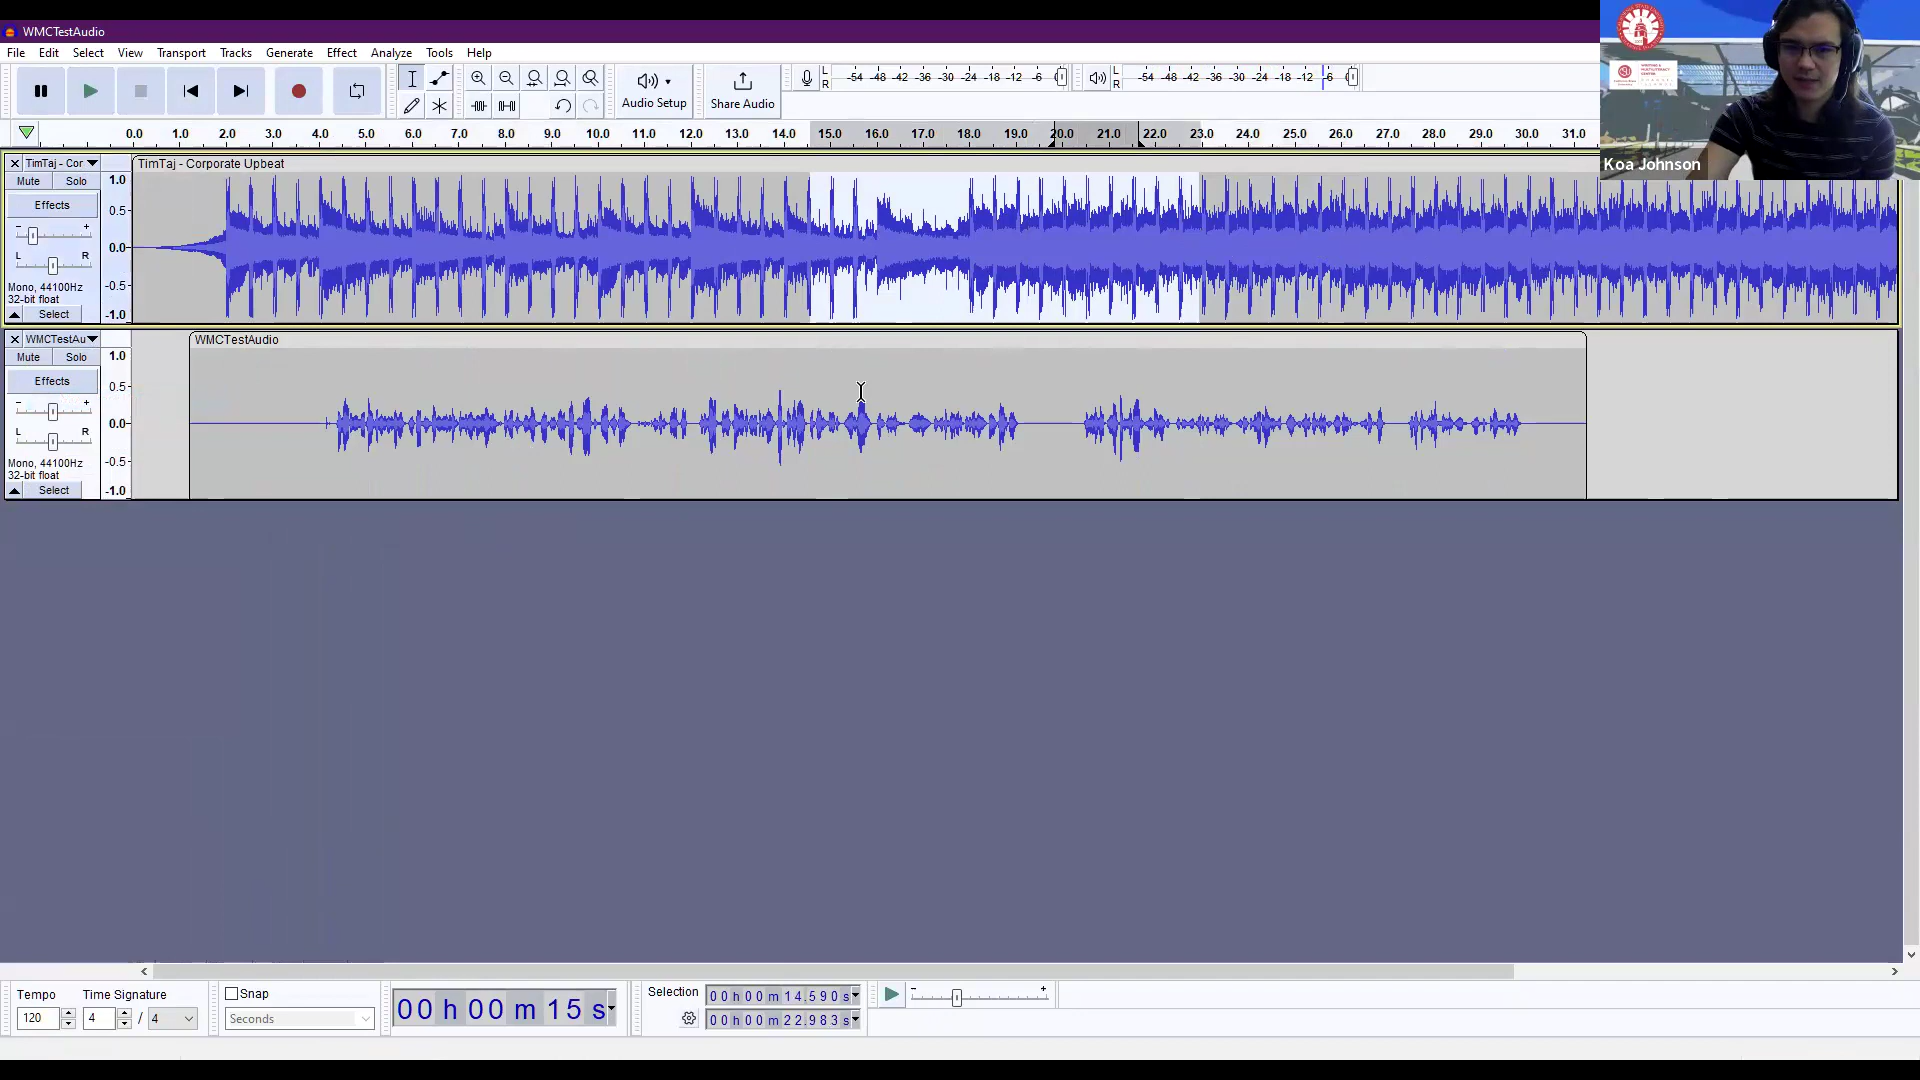 WMCTestAudio
File Edit Select View Transport Tracks Generate Effect Analyze Tools Help
Audio Setup
Share Audio
L R -54 -48 -42 -36 -30 -24 -18 -12 -6 0
L R -54 -48 -42 -36 -30 -24 -18 -12 -6 0
Koa Johnson
0.0 1.0 2.0 3.0 4.0 5.0 6.0 7.0 8.0 9.0 10.0 11.0 12.0 13.0 14.0 15.0 16.0 17.0 18.0 19.0 20.0 21.0 22.0 23.0 24.0 25.0 26.0 27.0 28.0 29.0 30.0 31.0
TimTaj - Cor
TimTaj - Corporate Upbeat
Mute Solo
Effects
- +
L R
Mono, 44100Hz
32-bit float
Select
1.0
0.5
0.0
-0.5
-1.0
WMCTestAu
WMCTestAudio
Mute Solo
Effects
- +
L R
Mono, 44100Hz
32-bit float
Select
1.0
0.5
0.0
-0.5
-1.0
Tempo
120
Time Signature
4 / 4
Snap
Seconds
00 h 00 m 15 s
Selection
00 h 00 m 14.590 s
00 h 00 m 22.983 s
- +